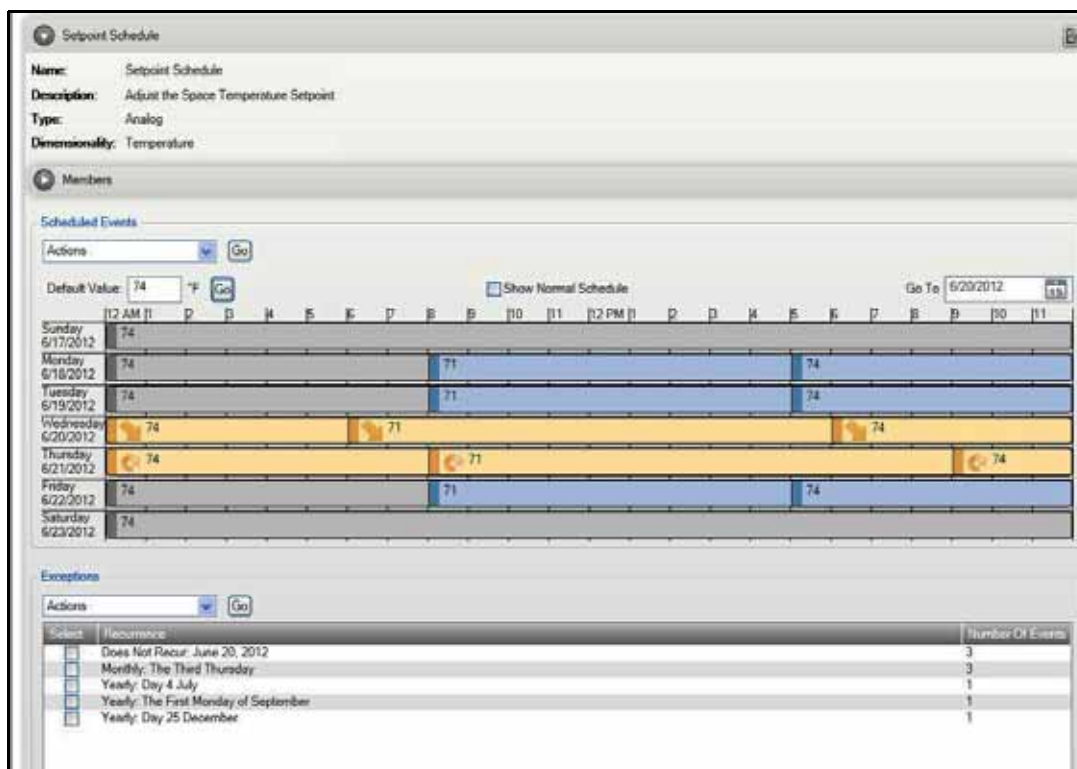 Setpoint Schedule
Name: Setpoint Schedule
Description: Adjust the Space Temperature Setpoint
Type: Analog
Dimensionality: Temperature
Members
Scheduled Events
Actions Go
Default Value: 74 °F Go Show Normal Schedule Go To 6/20/2012
12 AM 1 2 3 4 5 6 7 8 9 10 11 12 PM 1 2 3 4 5 6 7 8 9 10 11
Sunday 74
6/17/2012
Monday 74 71 74
6/18/2012
Tuesday 74 71 74
6/19/2012
Wednesday 74 71 74
6/20/2012
Thursday 74 71 74
6/21/2012
Friday 74 71 74
6/22/2012
Saturday 74
6/23/2012
Exceptions
Actions Go
Select Recurrence Number Of Events
Does Not Recur: June 20, 2012 3
Monthly: The Third Thursday 3
Yearly: Day 4 July 1
Yearly: The First Monday of September 1
Yearly: Day 25 December 1